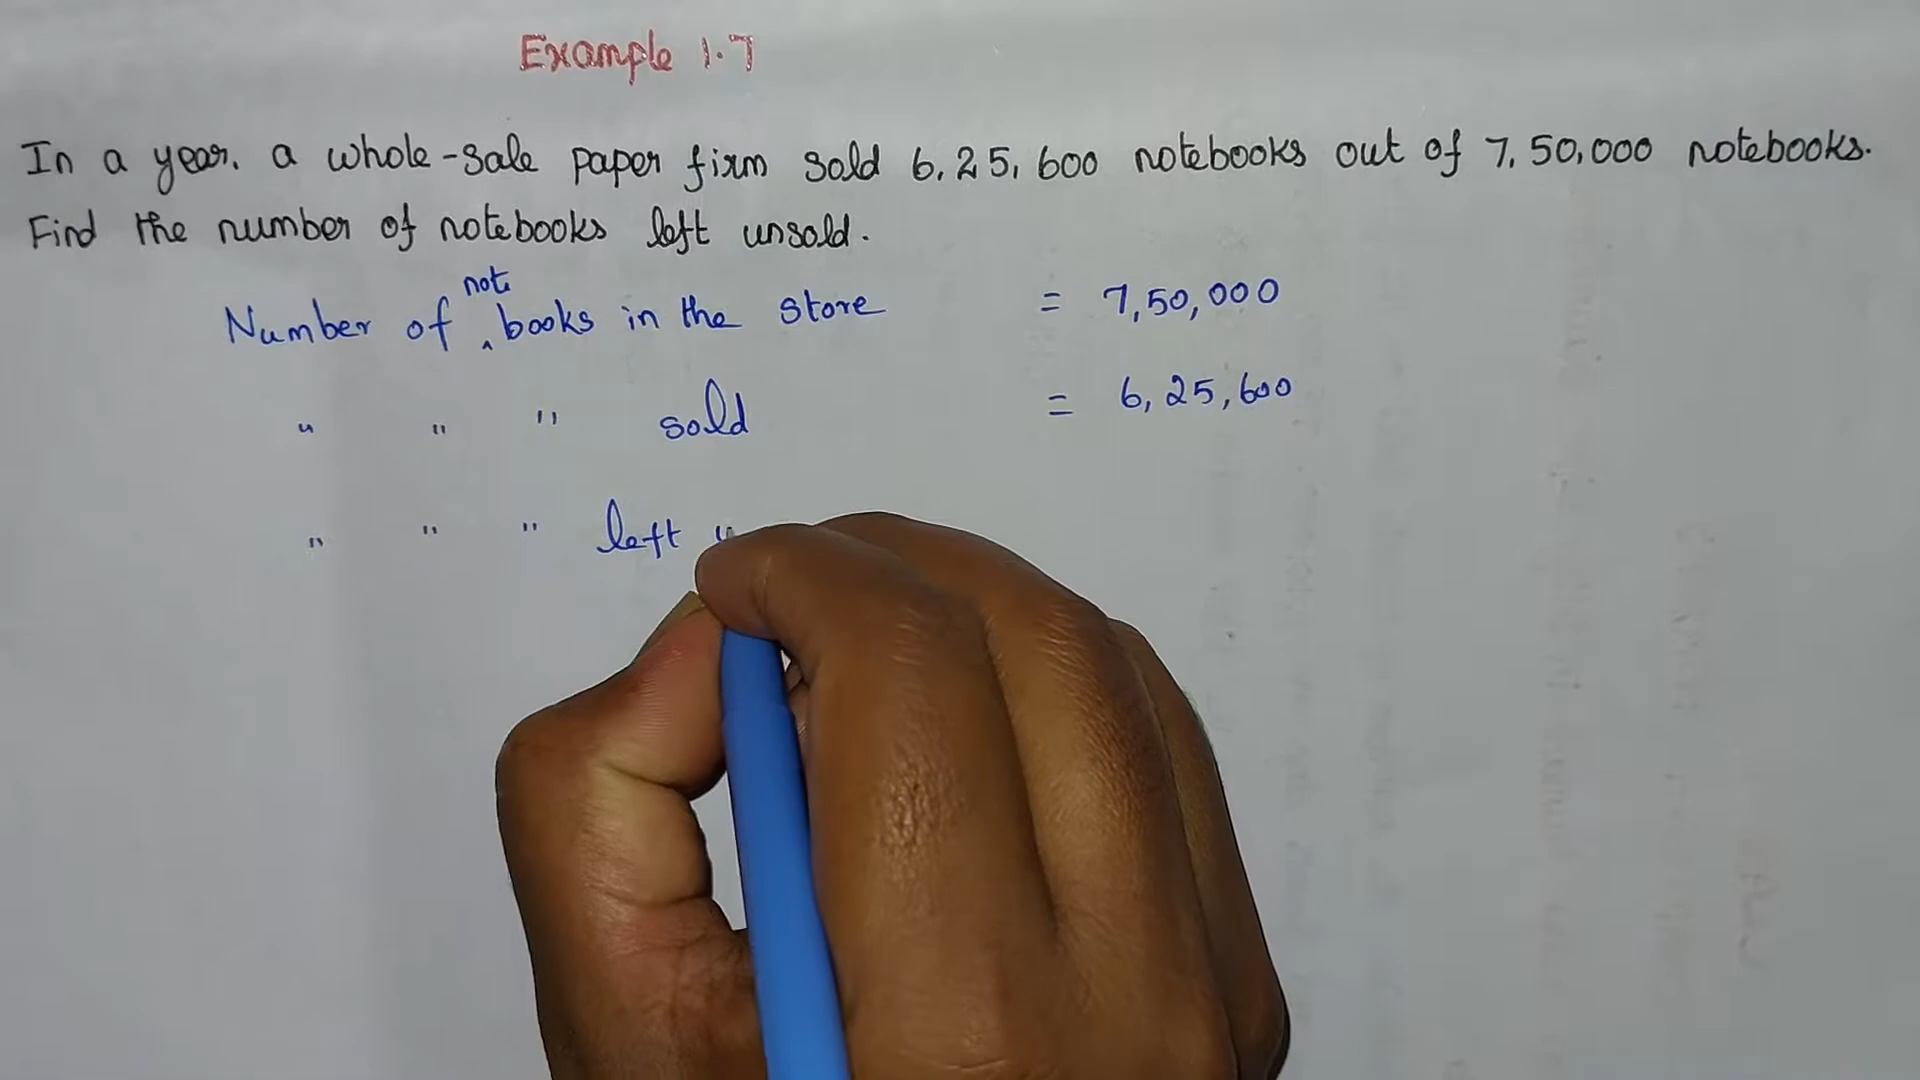 Example 1.7
In a year, a whole-sale paper firm sold 6,25,600 notebooks out of 7,50,000 notebooks.
Find the number of notebooks left unsold.
Number of note books in the store = 7,50,000
" " " sold = 6,25,600
" " " left